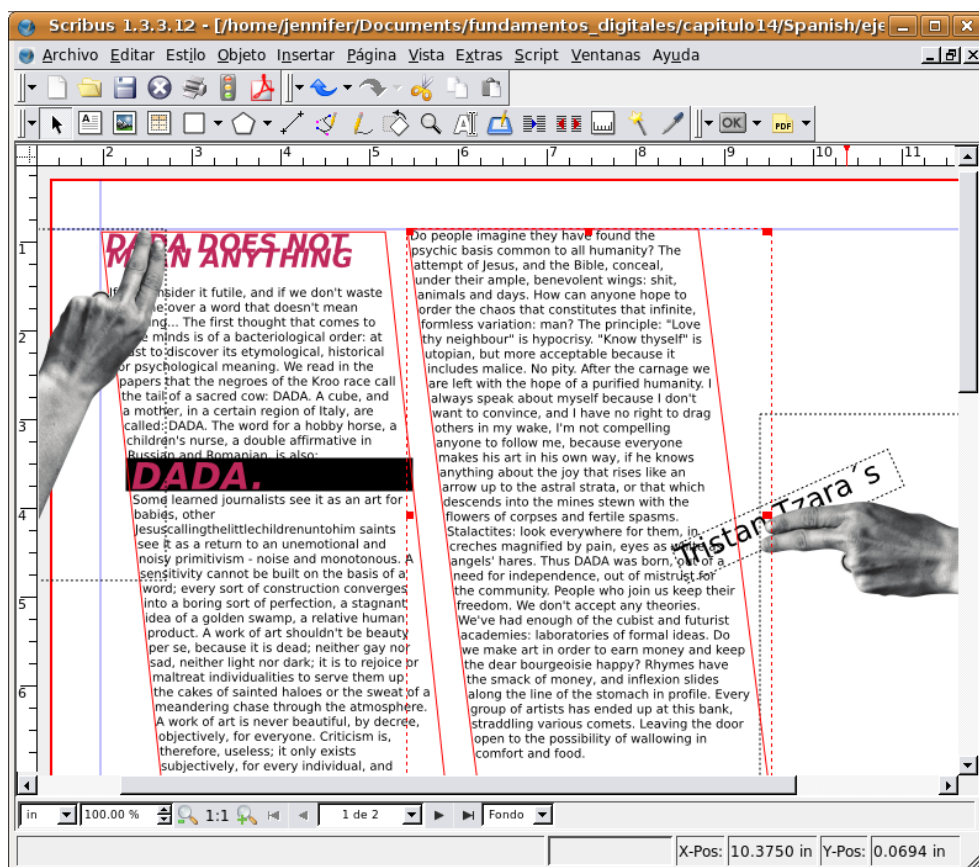 Scribus 1.3.3.12 - [/home/jennifer/Documents/fundamentos_digitales/capitulo14/Spanish/eje
Archivo Editar Estilo Objeto Insertar Página Vista Extras Script Ventanas Ayuda
OK PDF
2 3 4 5 6 7 8 9 10 11
1
2
3
4
5
6
DADA DOES NOT
MEAN ANYTHING
If consider it futile, and if we don't waste
over a word that doesn't mean
The first thought that comes to
minds is of a bacteriological order: at
to discover its etymological, historical
or psychological meaning. We read in the
papers that the negroes of the Kroo race call
the tail of a sacred cow: DADA. A cube, and
a mother, in a certain region of Italy, are
called: DADA. The word for a hobby horse, a
children's nurse, a double affirmative in
Russian and Romanian, is also:
DADA.
Some learned journalists see it as an art for
babies, other
Jesuscallingthelittlechildrenuntohim saints
see it as a return to an unemotional and
noisy primitivism - noise and monotonous. A
sensitivity cannot be built on the basis of a
word; every sort of construction converges
into a boring sort of perfection, a stagnant
idea of a golden swamp, a relative human
product. A work of art shouldn't be beauty
per se, because it is dead; neither gay nor
sad, neither light nor dark; it is to rejoice or
maltreat individualities to serve them up
the cakes of sainted haloes or the sweat of a
meandering chase through the atmosphere.
A work of art is never beautiful, by decree,
objectively, for everyone. Criticism is,
therefore, useless; it only exists
subjectively, for every individual, and
Do people imagine they have found the
psychic basis common to all humanity? The
attempt of Jesus, and the Bible, conceal,
under their ample, benevolent wings: shit,
animals and days. How can anyone hope to
order the chaos that constitutes that infinite,
formless variation: man? The principle: "Love
thy neighbour" is hypocrisy. "Know thyself" is
utopian, but more acceptable because it
includes malice. No pity. After the carnage we
are left with the hope of a purified humanity. I
always speak about myself because I don't
want to convince, and I have no right to drag
others in my wake, I'm not compelling
anyone to follow me, because everyone
makes his art in his own way, if he knows
anything about the joy that rises like an
arrow up to the astral strata, or that which
descends into the mines stewn with the
flowers of corpses and fertile spasms.
Stalactites: look everywhere for them, in
creches magnified by pain, eyes as white as
angels' hares. Thus DADA was born, out of a
need for independence, out of mistrust for
the community. People who join us keep their
freedom. We don't accept any theories.
We've had enough of the cubist and futurist
academies: laboratories of formal ideas. Do
we make art in order to earn money and keep
the dear bourgeoisie happy? Rhymes have
the smack of money, and inflexion slides
along the line of the stomach in profile. Every
group of artists has ended up at this bank,
straddling various comets. Leaving the door
open to the possibility of wallowing in
comfort and food.
Tristan Tzara´s
in 100.00 % 1:1 1 de 2 Fondo
X-Pos: 10.3750 in Y-Pos: 0.0694 in